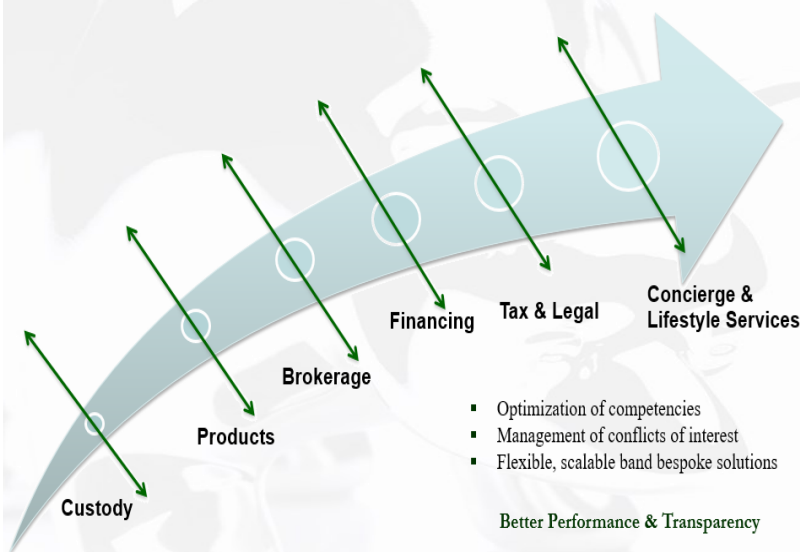 Custody
Products
Brokerage
Financing
Tax & Legal
Concierge &
Lifestyle Services
▪ Optimization of competencies
▪ Management of conflicts of interest
▪ Flexible, scalable band bespoke solutions
Better Performance & Transparency